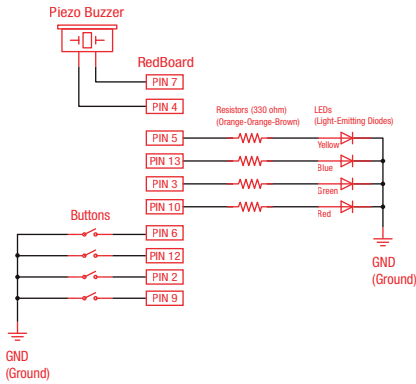 Piezo Buzzer
RedBoard
PIN 7
PIN 4
Resistors (330 ohm)
(Orange-Orange-Brown)
LEDs
(Light-Emitting Diodes)
PIN 5
Yellow
PIN 13
Blue
PIN 3
Green
PIN 10
Red
Buttons
PIN 6
PIN 12
PIN 2
PIN 9
GND
(Ground)
GND
(Ground)